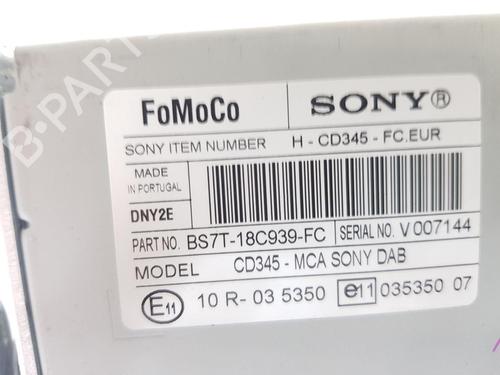 B-PARTS
FoMoCo SONY®
SONY ITEM NUMBER H - CD345 - FC.EUR
MADE
IN PORTUGAL
DNY2E
PART NO. BS7T-18C939-FC SERIAL NO. V 007144
MODEL CD345 - MCA SONY DAB
E11 10 R- 03 5350 e11 035350 07